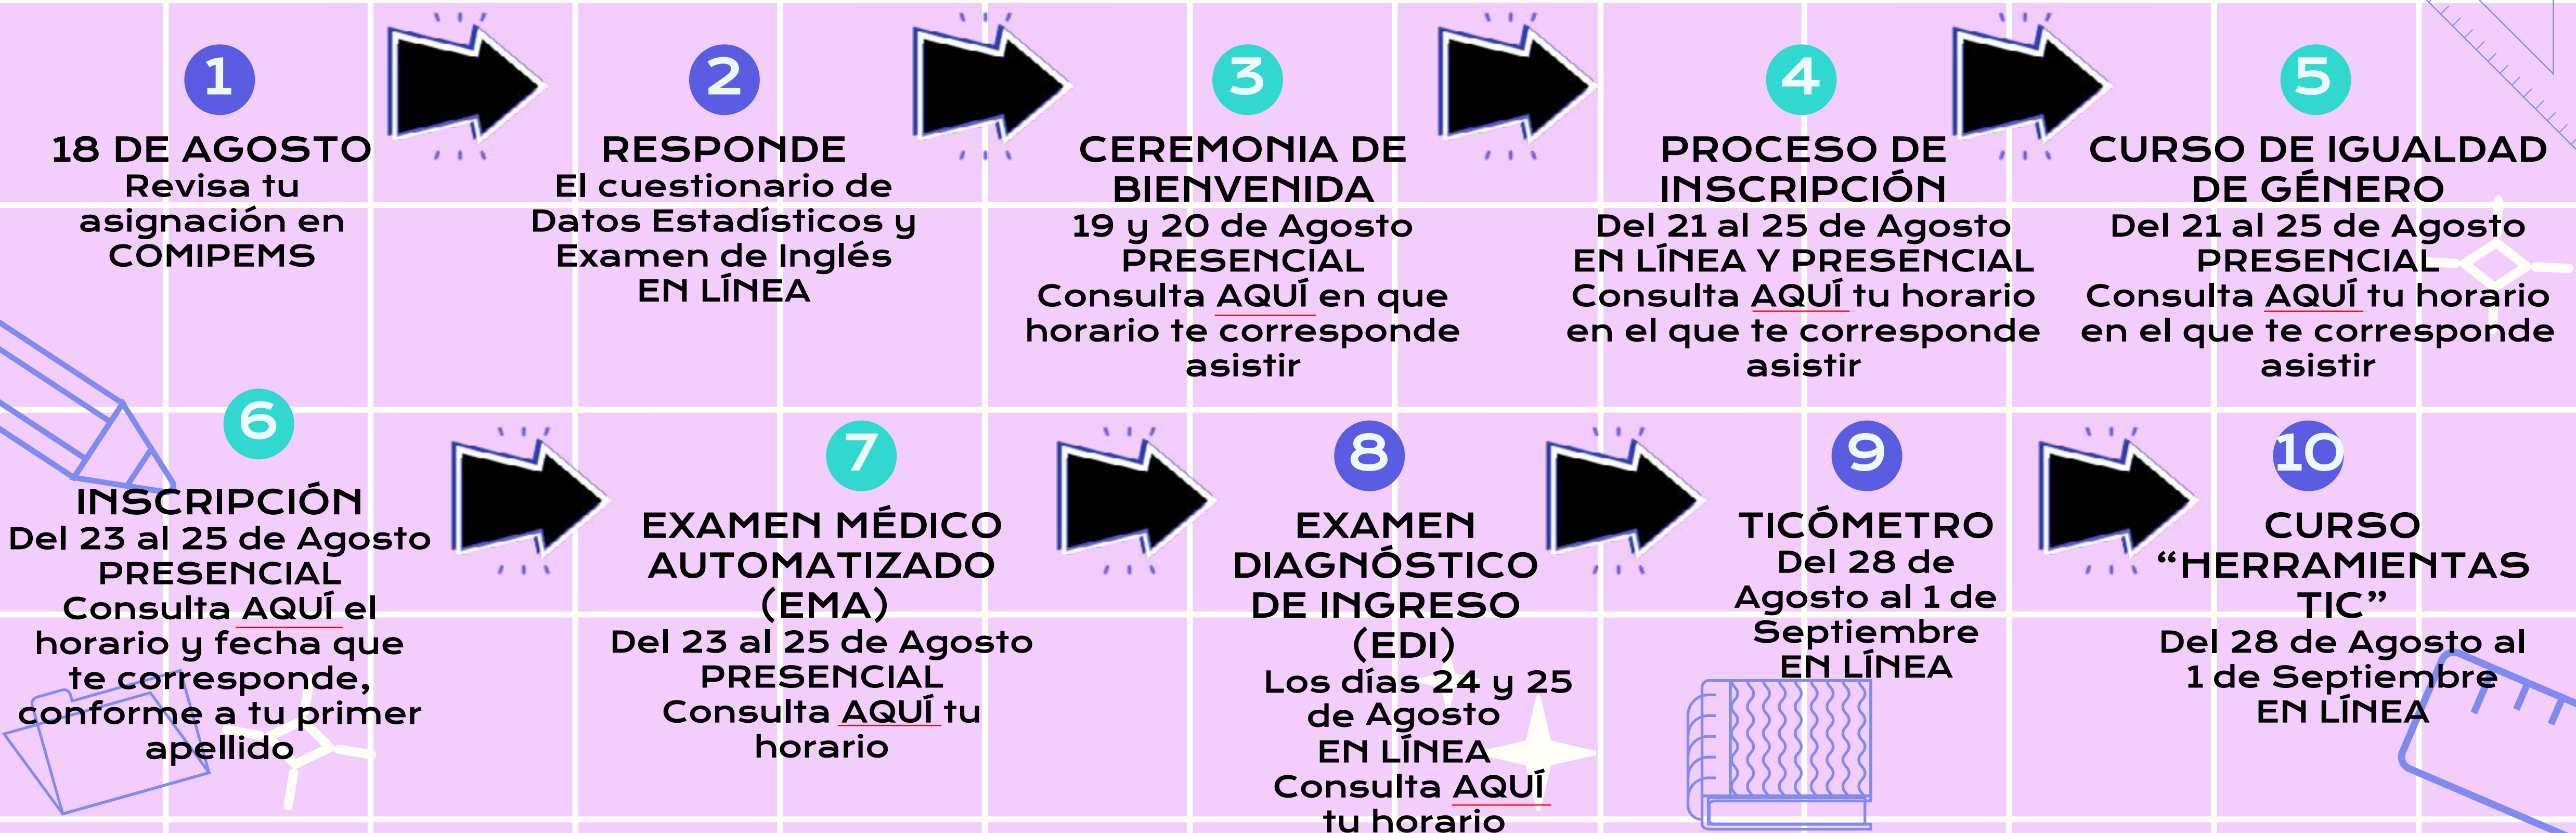 1
18 DE AGOSTO
Revisa tu
asignación en
COMIPEMS
2
RESPONDE
El cuestionario de
Datos Estadísticos y
Examen de Inglés
EN LÍNEA
3
CEREMONIA DE
BIENVENIDA
19 y 20 de Agosto
PRESENCIAL
Consulta AQUÍ en que
horario te corresponde
asistir
4
PROCESO DE
INSCRIPCIÓN
Del 21 al 25 de Agosto
EN LÍNEA Y PRESENCIAL
Consulta AQUÍ tu horario
en el que te corresponde
asistir
5
CURSO DE IGUALDAD
DE GÉNERO
Del 21 al 25 de Agosto
PRESENCIAL
Consulta AQUÍ tu horario
en el que te corresponde
asistir
6
INSCRIPCIÓN
Del 23 al 25 de Agosto
PRESENCIAL
Consulta AQUÍ el
horario y fecha que
te corresponde,
conforme a tu primer
apellido
7
EXAMEN MÉDICO
AUTOMATIZADO
(EMA)
Del 23 al 25 de Agosto
PRESENCIAL
Consulta AQUÍ tu
horario
8
EXAMEN
DIAGNÓSTICO
DE INGRESO
(EDI)
Los días 24 y 25
de Agosto
EN LÍNEA
Consulta AQUÍ
tu horario
9
TICÓMETRO
Del 28 de
Agosto al 1 de
Septiembre
EN LÍNEA
10
CURSO
“HERRAMIENTAS
TIC”
Del 28 de Agosto al
1 de Septiembre
EN LÍNEA